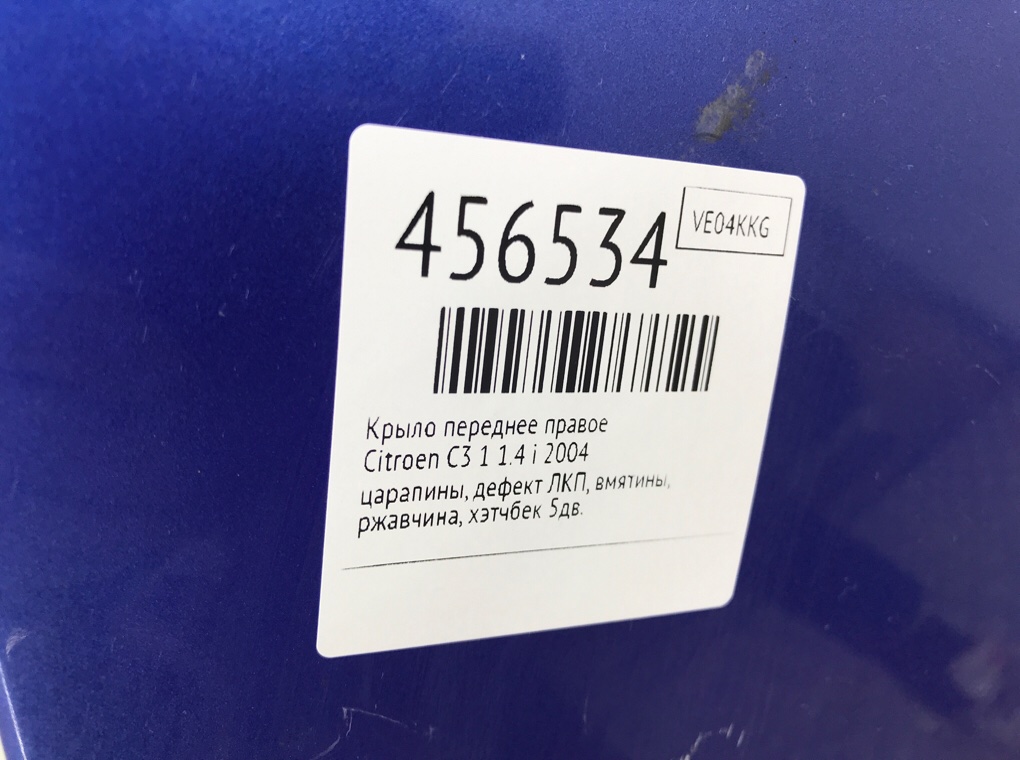 456534
VE04KKG
Крыло переднее правое
Citroen C3 1 1.4 i 2004
царапины, дефект ЛКП, вмятины,
ржавчина, хэтчбек 5дв.